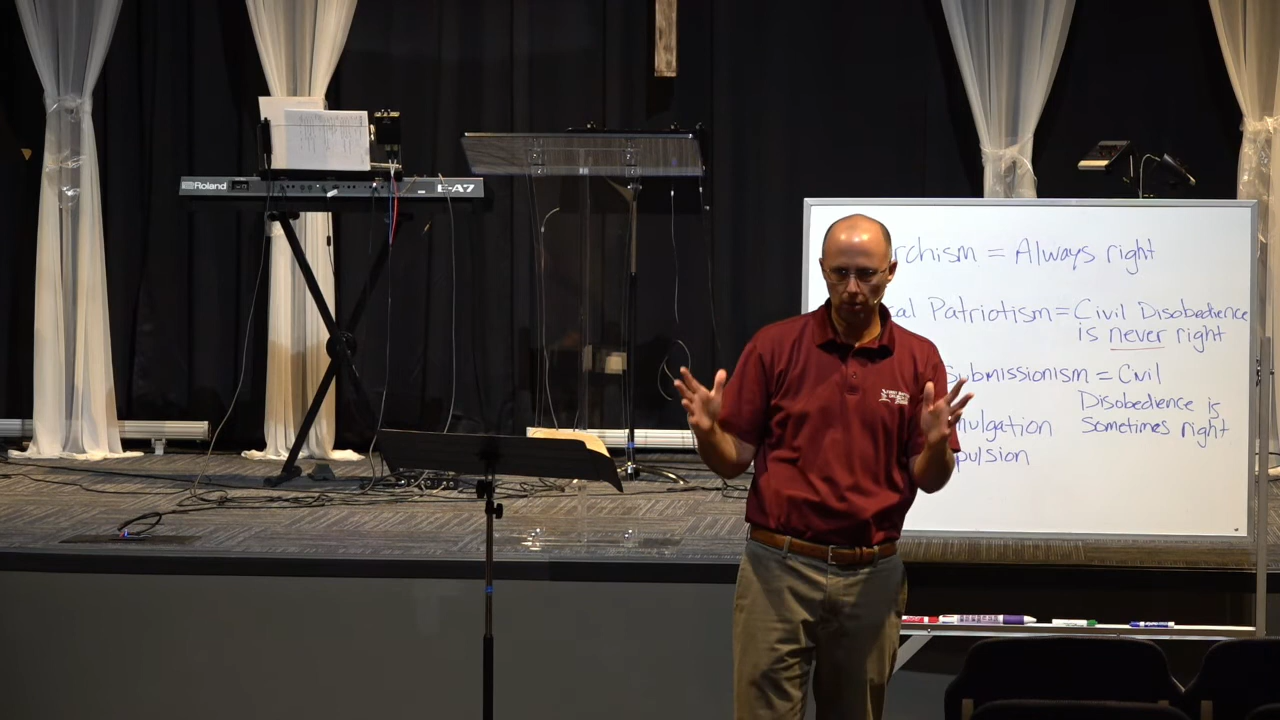 Roland
E-A7
rchism = Always right
cal Patriotism = Civil Disobedience
is never right
Submissionism = Civil
Disobedience is
mulgation Sometimes right
pulsion